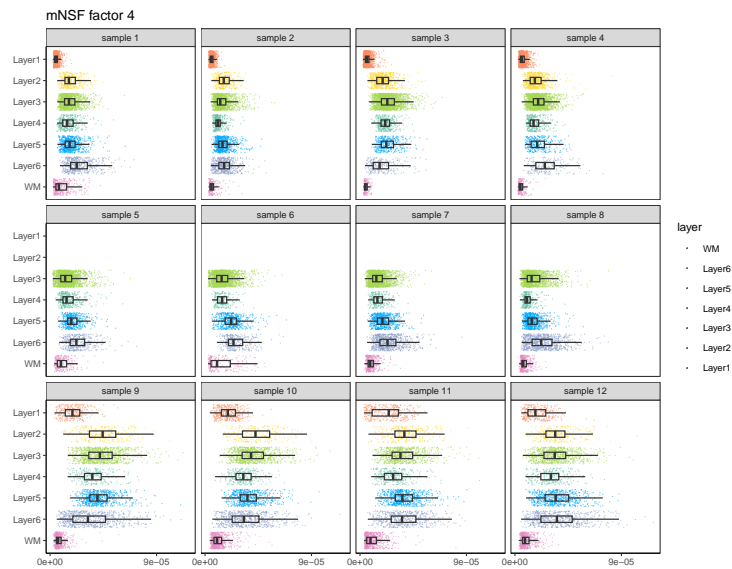 mNSF factor 4
sample 1
sample 2
sample 3
sample 4
Layer1
Layer2
Layer3
Layer4
Layer5
Layer6
WM
sample 5
sample 6
sample 7
sample 8
Layer1
Layer2
Layer3
Layer4
Layer5
Layer6
WM
sample 9
sample 10
sample 11
sample 12
Layer1
Layer2
Layer3
Layer4
Layer5
Layer6
WM
0e+00
9e−05
0e+00
9e−05
0e+00
9e−05
0e+00
9e−05
layer
WM
Layer6
Layer5
Layer4
Layer3
Layer2
Layer1